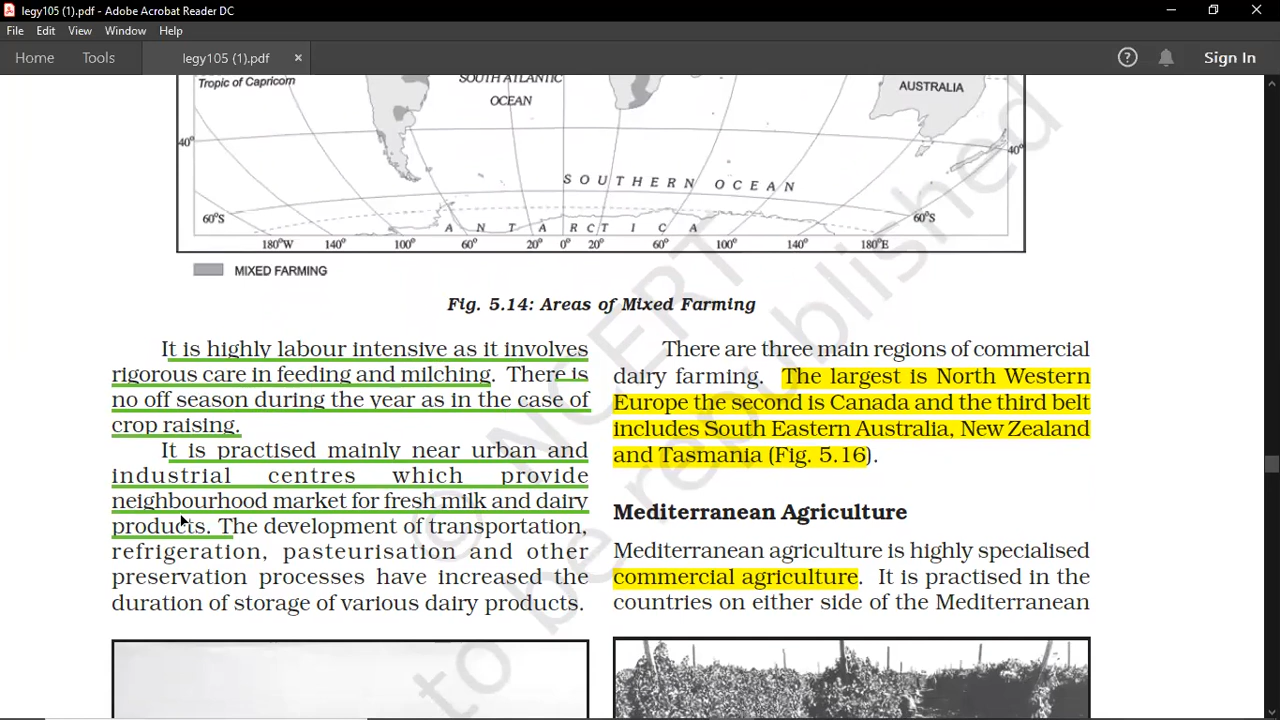 legy105 (1).pdf - Adobe Acrobat Reader DC
File Edit View Window Help
Home Tools legy105 (1).pdf × Sign In
Tropic of Capricorn
SOUTH ATLANTIC
OCEAN
AUSTRALIA
40° 40°
SOUTHERN OCEAN
60°S 60°S
ANTARCTICA
180°W 140° 100° 60° 20° 0° 20° 60° 100° 140° 180°E
MIXED FARMING
Fig. 5.14: Areas of Mixed Farming
It is highly labour intensive as it involves
rigorous care in feeding and milching. There is
no off season during the year as in the case of
crop raising.
It is practised mainly near urban and
industrial centres which provide
neighbourhood market for fresh milk and dairy
products. The development of transportation,
refrigeration, pasteurisation and other
preservation processes have increased the
duration of storage of various dairy products.
There are three main regions of commercial
dairy farming. The largest is North Western
Europe the second is Canada and the third belt
includes South Eastern Australia, New Zealand
and Tasmania (Fig. 5.16).
Mediterranean Agriculture
Mediterranean agriculture is highly specialised
commercial agriculture. It is practised in the
countries on either side of the Mediterranean
© NCERT
to be republished